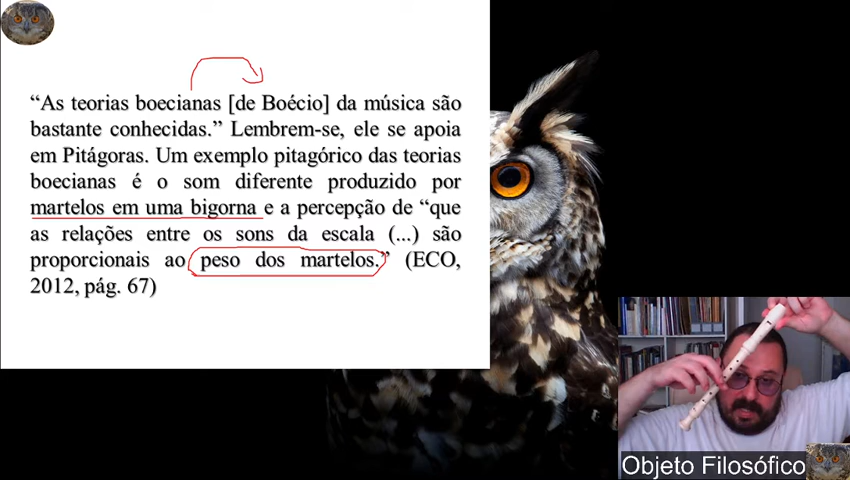 “As teorias boecianas [de Boécio] da música são
bastante conhecidas.” Lembrem-se, ele se apoia
em Pitágoras. Um exemplo pitagórico das teorias
boecianas é o som diferente produzido por
martelos em uma bigorna e a percepção de “que
as relações entre os sons da escala (...) são
proporcionais ao peso dos martelos.” (ECO,
2012, pág. 67)
Objeto Filosófico